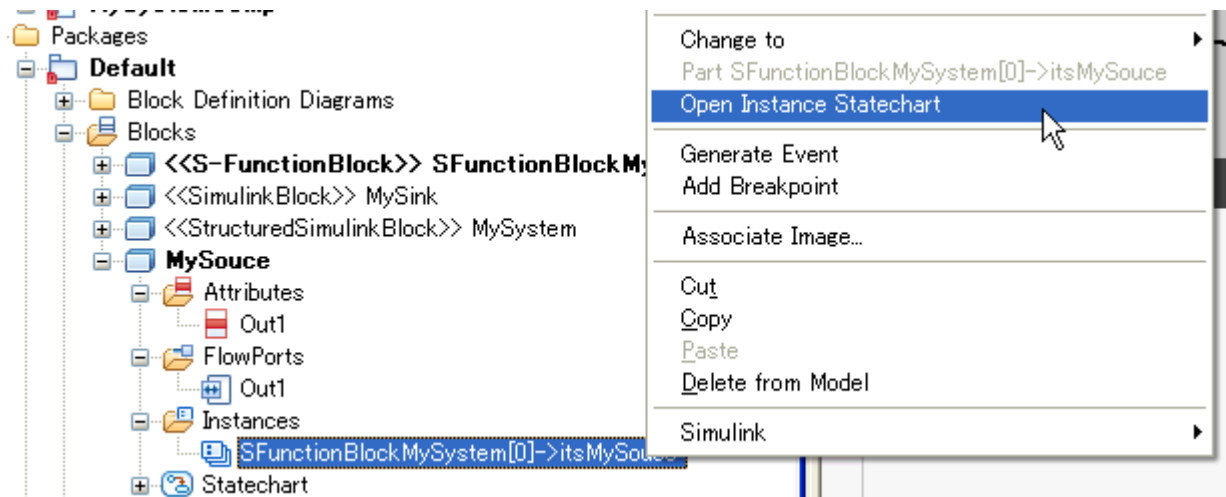 Packages
Default
Block Definition Diagrams
Blocks
<<S-FunctionBlock>> SFunctionBlockMy
<<SimulinkBlock>> MySink
<<StructuredSimulinkBlock>> MySystem
MySouce
Attributes
Out1
FlowPorts
Out1
Instances
SFunctionBlockMySystem[0]->itsMySouce
Statechart
Change to
Part SFunctionBlockMySystem[0]->itsMySouce
Open Instance Statechart
Generate Event
Add Breakpoint
Associate Image...
Cut
Copy
Paste
Delete from Model
Simulink